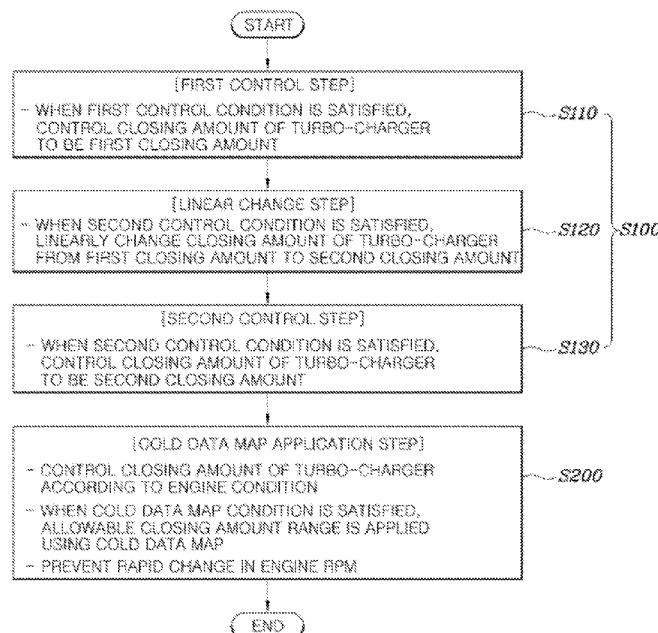 START
[FIRST CONTROL STEP]
- WHEN FIRST CONTROL CONDITION IS SATISFIED,
CONTROL CLOSING AMOUNT OF TURBO-CHARGER
TO BE FIRST CLOSING AMOUNT
S110
[LINEAR CHANGE STEP]
- WHEN SECOND CONTROL CONDITION IS SATISFIED,
LINEARLY CHANGE CLOSING AMOUNT OF TURBO-CHARGER
FROM FIRST CLOSING AMOUNT TO SECOND CLOSING AMOUNT
S120
S100
[SECOND CONTROL STEP]
- WHEN SECOND CONTROL CONDITION IS SATISFIED,
CONTROL CLOSING AMOUNT OF TURBO-CHARGER
TO BE SECOND CLOSING AMOUNT
S130
[COLD DATA MAP APPLICATION STEP]
- CONTROL CLOSING AMOUNT OF TURBO-CHARGER
ACCORDING TO ENGINE CONDITION
- WHEN COLD DATA MAP CONDITION IS SATISFIED,
ALLOWABLE CLOSING AMOUNT RANGE IS APPLIED
USING COLD DATA MAP
- PREVENT RAPID CHANGE IN ENGINE RPM
S200
END